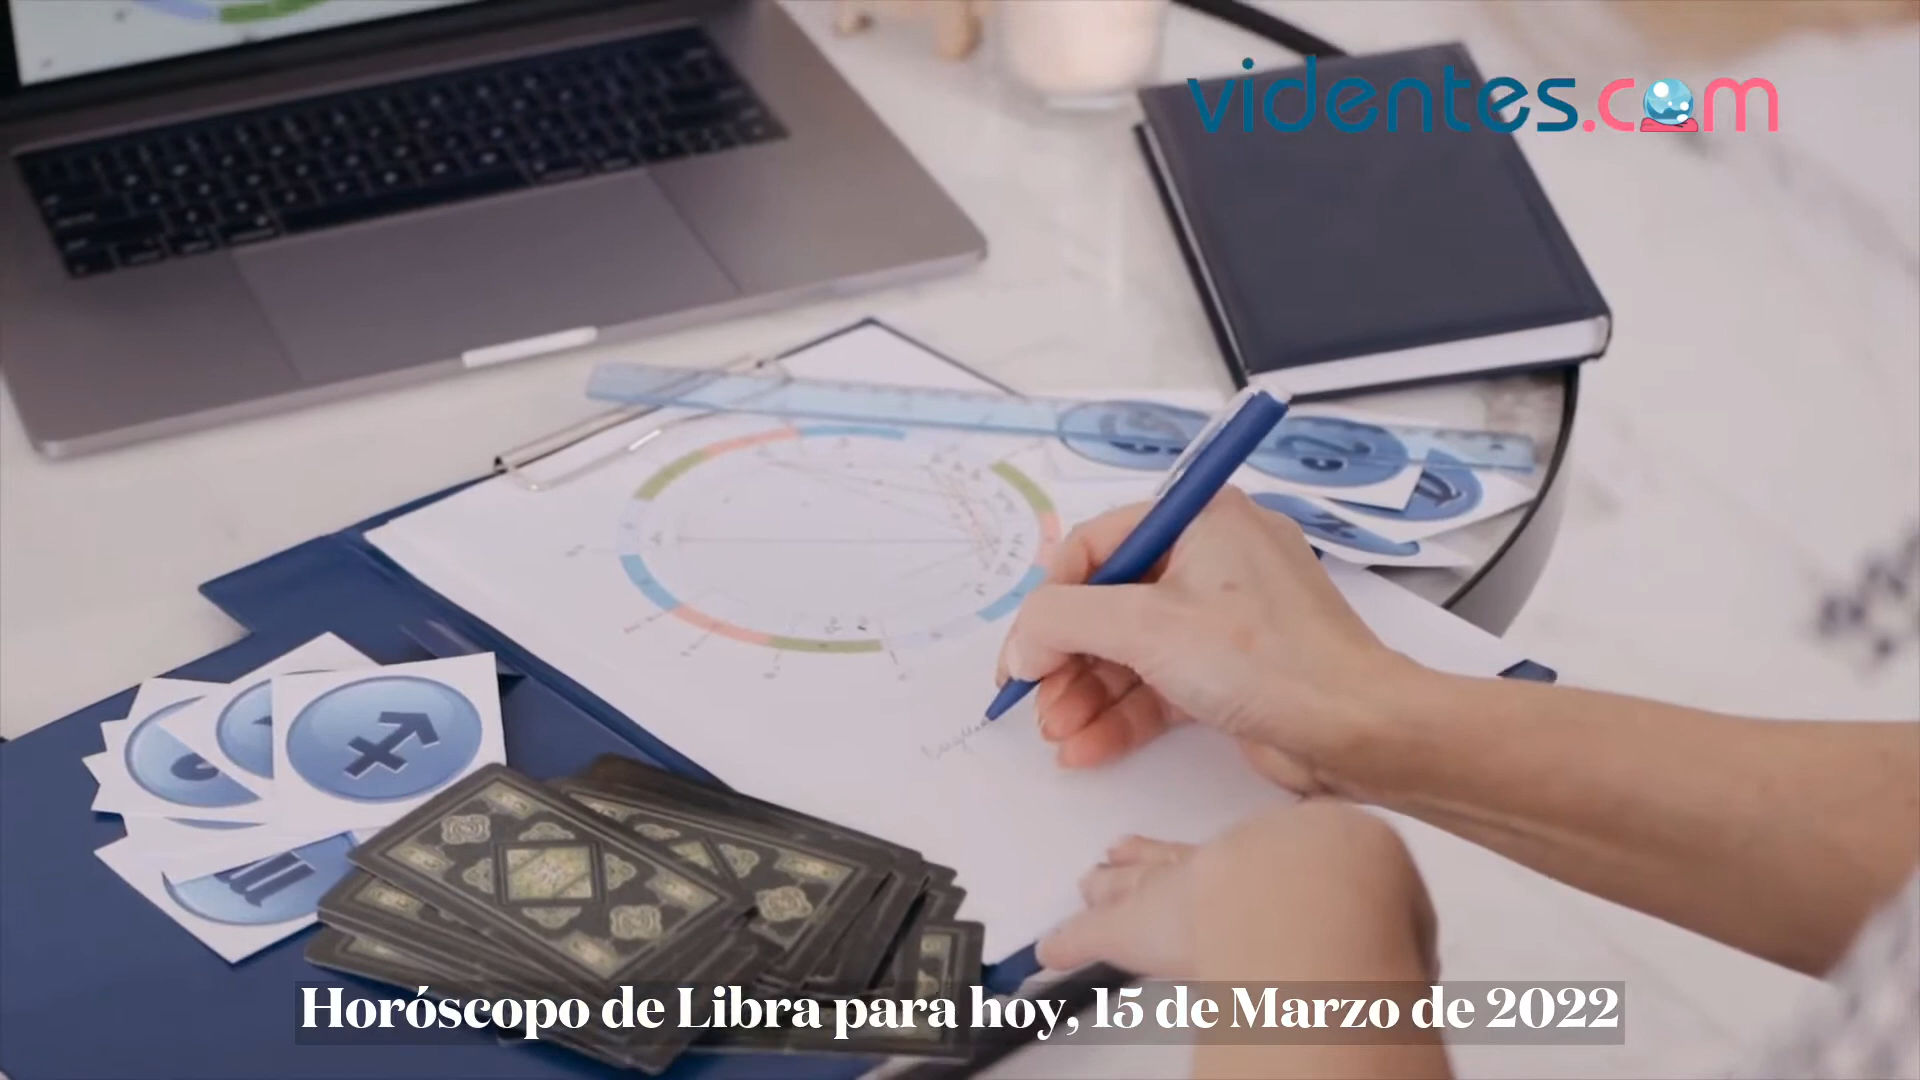 videntes.com
Horóscopo de Libra para hoy, 15 de Marzo de 2022